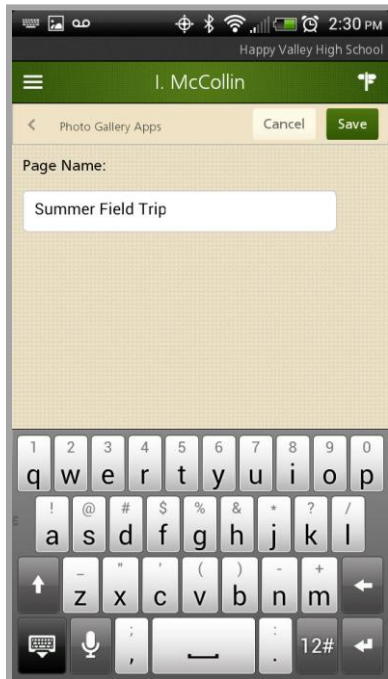 2:30 PM
Happy Valley High School
I. McCollin
Photo Gallery Apps
Cancel
Save
Page Name:
Summer Field Trip
1 2 3 4 5 6 7 8 9 0
q w e r t y u i o p
! @ # $ % & * ? /
a s d f g h j k l
_ " ' ( ) - +
z x c v b n m
; :
, . 12#